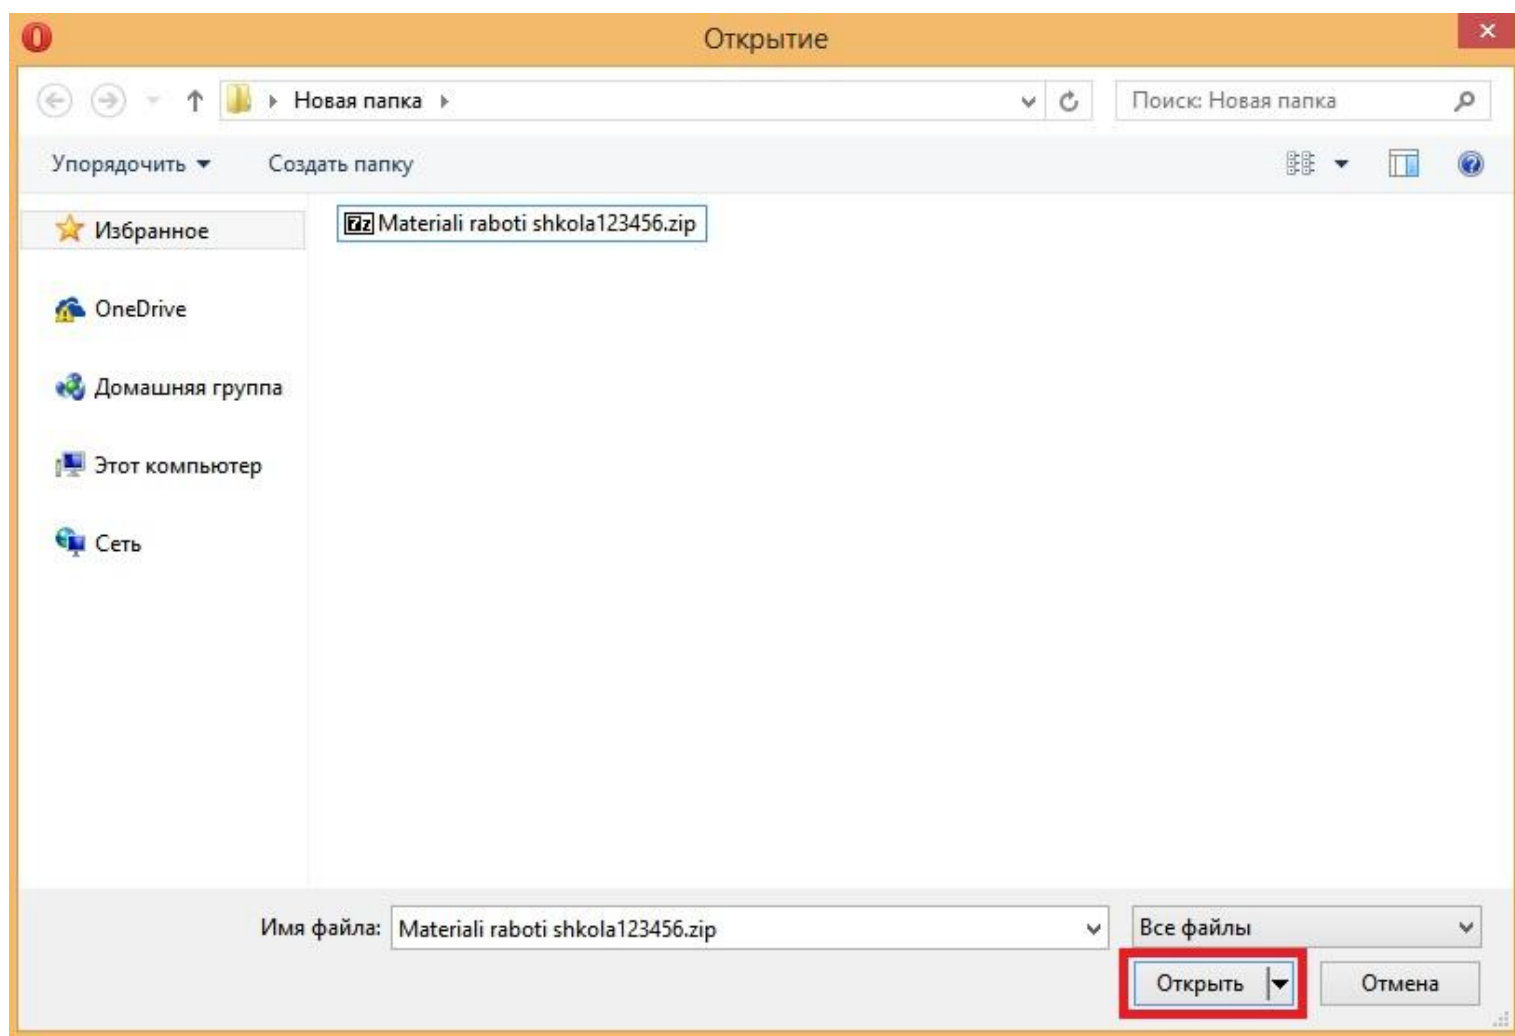 Открытие
Новая папка
Поиск: Новая папка
Упорядочить
Создать папку
Избранное
7z Materiali raboti shkola123456.zip
OneDrive
Домашняя группа
Этот компьютер
Сеть
Имя файла: Materiali raboti shkola123456.zip
Все файлы
Открыть
Отмена